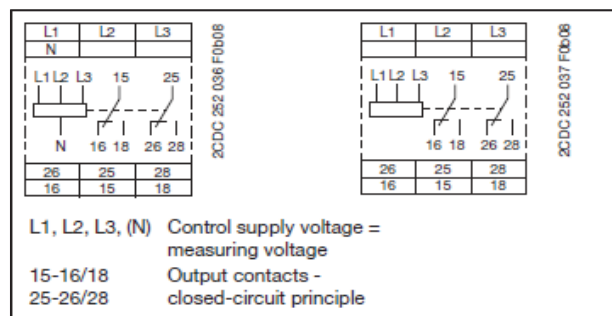 L1 L2 L3
N
L1 L2 L3 15 25
N 16 18 26 28
26 25 28
16 15 18
2CDC 252 036 F0b08
L1 L2 L3
L1 L2 L3 15 25
16 18 26 28
26 25 28
16 15 18
2CDC 252 037 F0b08
L1, L2, L3, (N) Control supply voltage =
measuring voltage
15-16/18 Output contacts -
25-26/28 closed-circuit principle